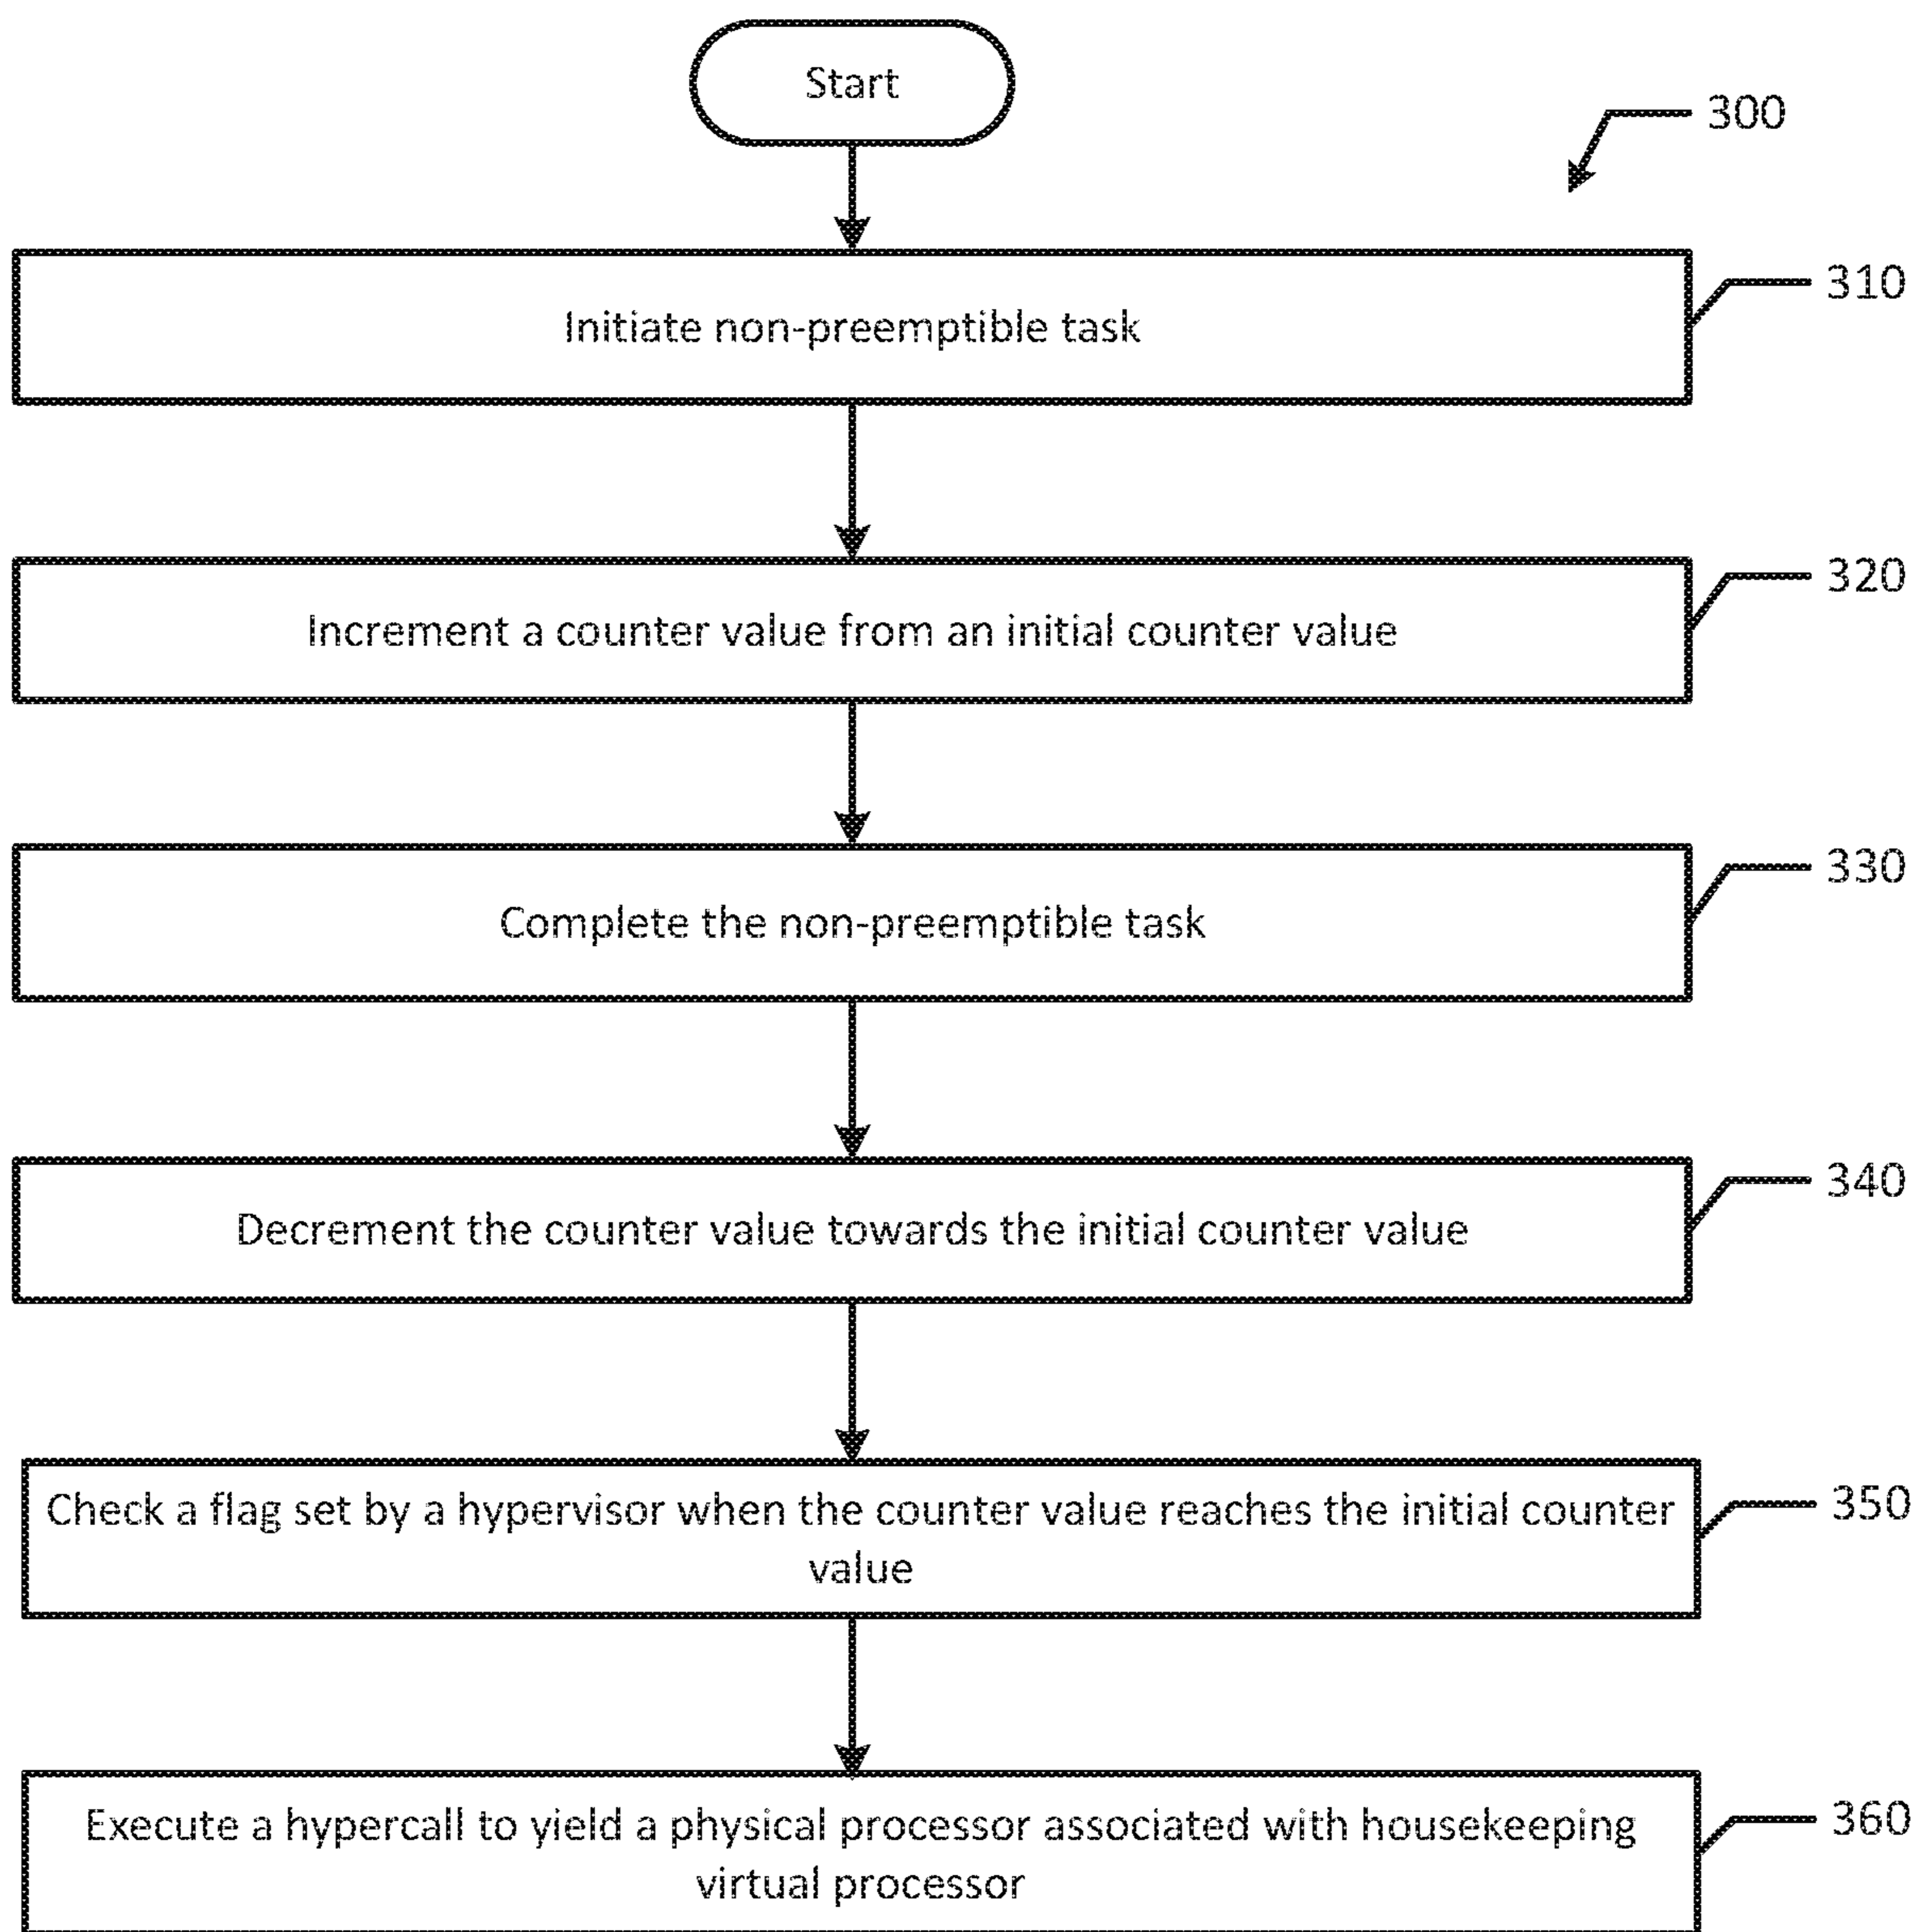 Start
300
Initiate non-preemptible task
310
Increment a counter value from an initial counter value
320
Complete the non-preemptible task
330
Decrement the counter value towards the initial counter value
340
Check a flag set by a hypervisor when the counter value reaches the initial counter
value
350
Execute a hypercall to yield a physical processor associated with housekeeping
virtual processor
360